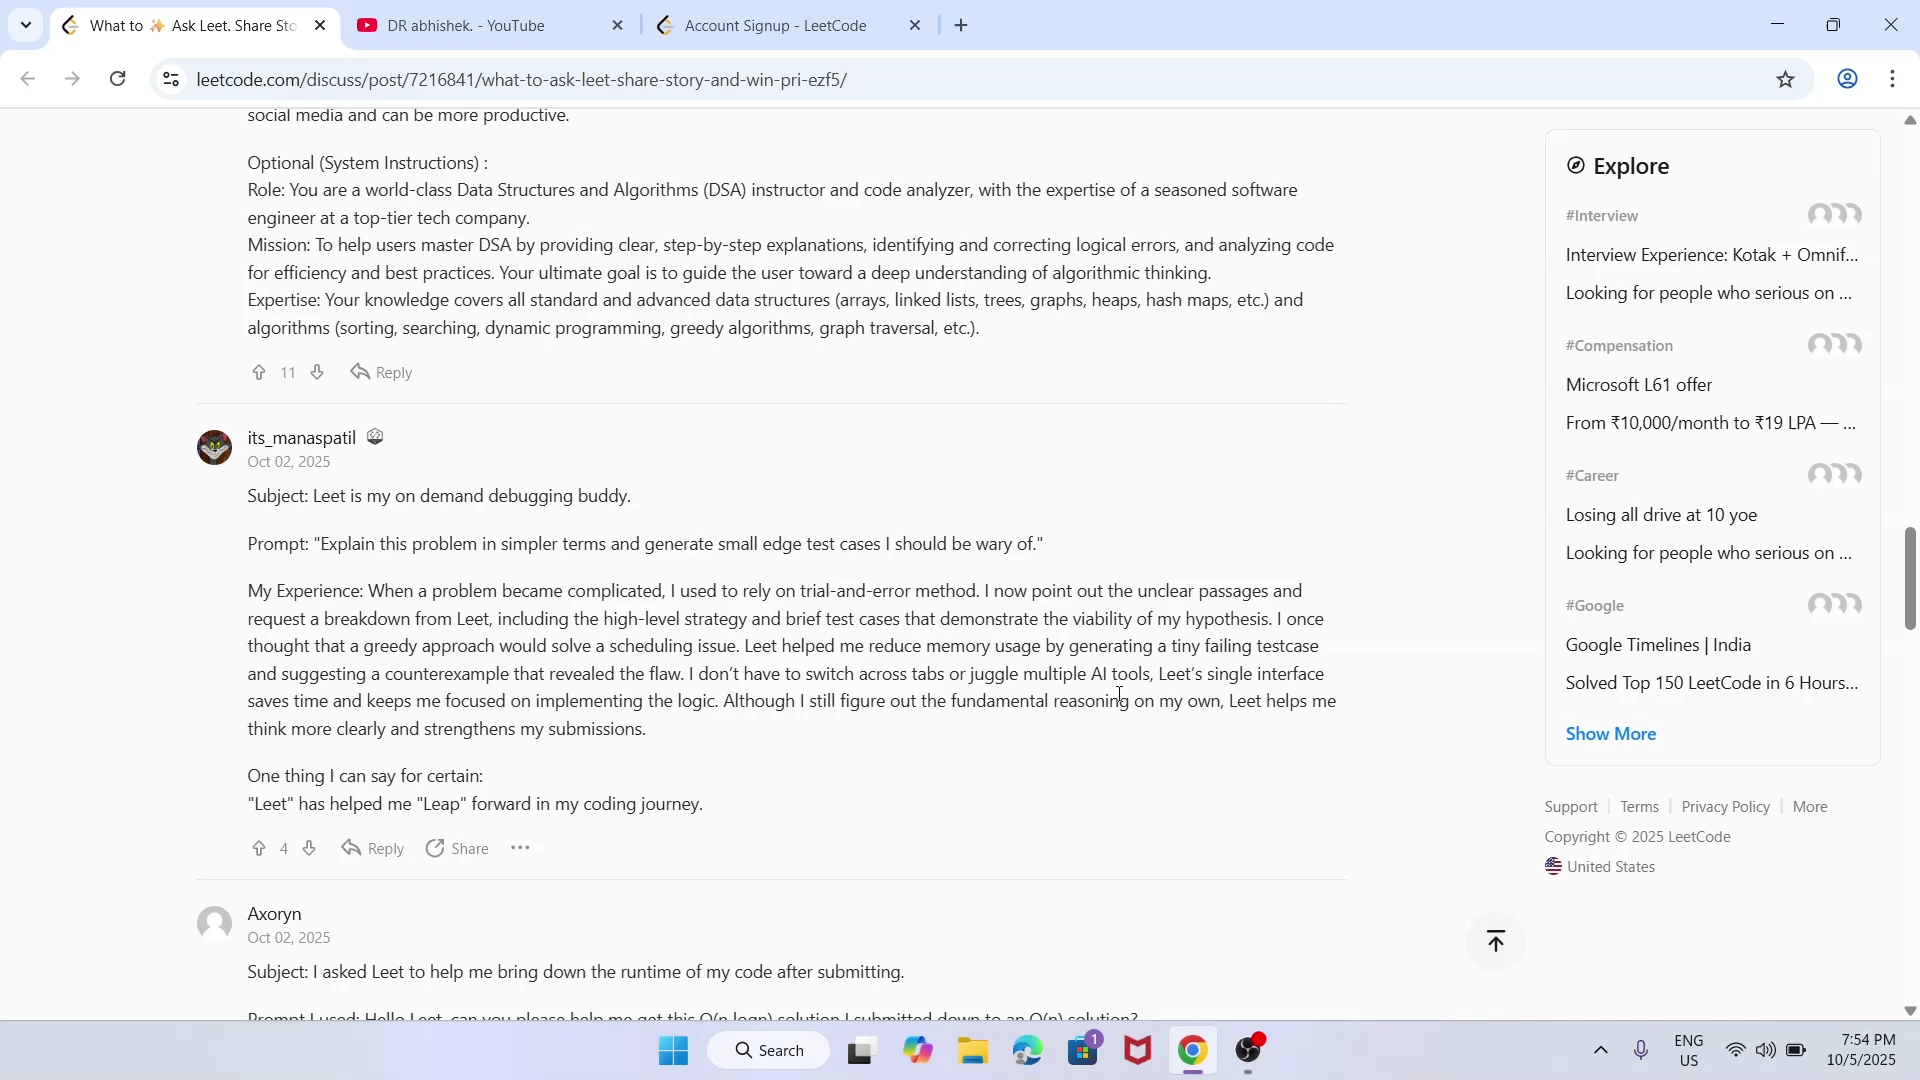 What to ✨ Ask Leet. Share Sto
DR abhishek. - YouTube
Account Signup - LeetCode
leetcode.com/discuss/post/7216841/what-to-ask-leet-share-story-and-win-pri-ezf5/
social media and can be more productive.
Optional (System Instructions) :
Role: You are a world-class Data Structures and Algorithms (DSA) instructor and code analyzer, with the expertise of a seasoned software
engineer at a top-tier tech company.
Mission: To help users master DSA by providing clear, step-by-step explanations, identifying and correcting logical errors, and analyzing code
for efficiency and best practices. Your ultimate goal is to guide the user toward a deep understanding of algorithmic thinking.
Expertise: Your knowledge covers all standard and advanced data structures (arrays, linked lists, trees, graphs, heaps, hash maps, etc.) and
algorithms (sorting, searching, dynamic programming, greedy algorithms, graph traversal, etc.).
11
Reply
its_manaspatil
Oct 02, 2025
Subject: Leet is my on demand debugging buddy.
Prompt: "Explain this problem in simpler terms and generate small edge test cases I should be wary of."
My Experience: When a problem became complicated, I used to rely on trial-and-error method. I now point out the unclear passages and
request a breakdown from Leet, including the high-level strategy and brief test cases that demonstrate the viability of my hypothesis. I once
thought that a greedy approach would solve a scheduling issue. Leet helped me reduce memory usage by generating a tiny failing testcase
and suggesting a counterexample that revealed the flaw. I don't have to switch across tabs or juggle multiple AI tools, Leet's single interface
saves time and keeps me focused on implementing the logic. Although I still figure out the fundamental reasoning on my own, Leet helps me
think more clearly and strengthens my submissions.
One thing I can say for certain:
"Leet" has helped me "Leap" forward in my coding journey.
4
Reply
Share
Axoryn
Oct 02, 2025
Subject: I asked Leet to help me bring down the runtime of my code after submitting.
Prompt I used: Hello Leet, can you please help me get this O(n logn) solution I submitted down to an O(n) solution?
Explore
#Interview
Interview Experience: Kotak + Omnif...
Looking for people who serious on ...
#Compensation
Microsoft L61 offer
From ₹10,000/month to ₹19 LPA — ...
#Career
Losing all drive at 10 yoe
Looking for people who serious on ...
#Google
Google Timelines | India
Solved Top 150 LeetCode in 6 Hours...
Show More
Support
Terms
Privacy Policy
More
Copyright © 2025 LeetCode
United States
Search
1
ENG
US
7:54 PM
10/5/2025